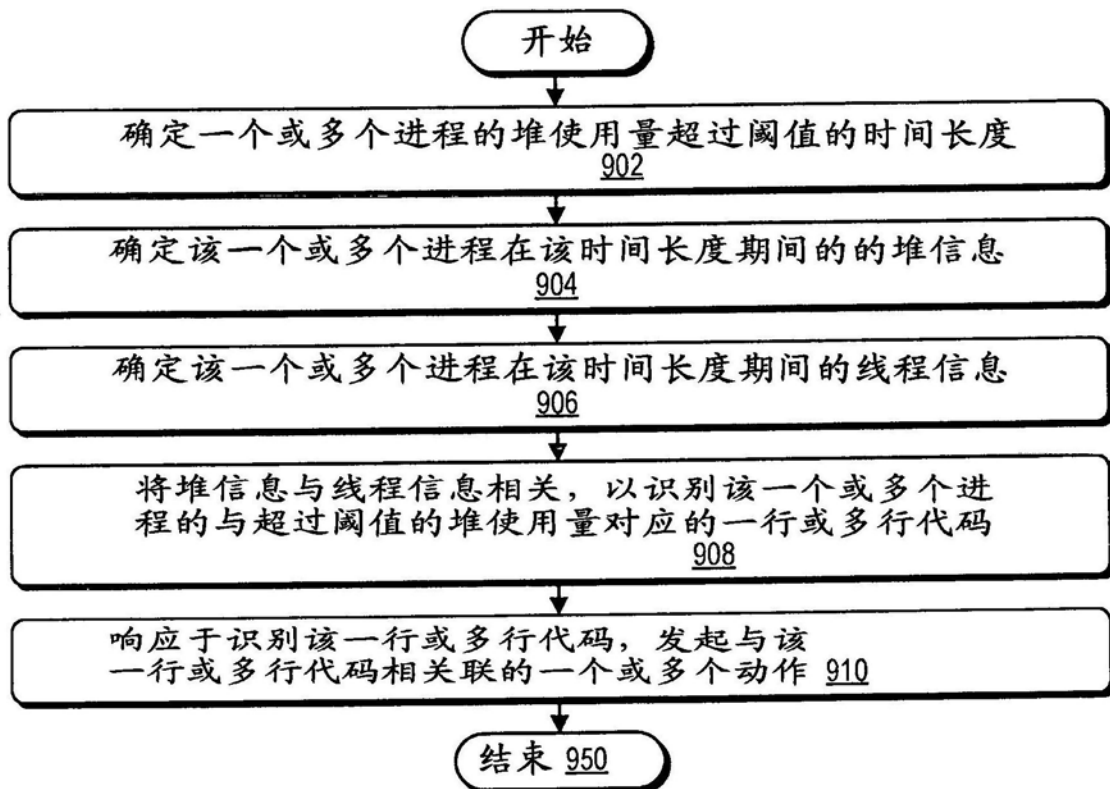 开始
确定一个或多个进程的堆使用量超过阈值的时间长度
902
确定该一个或多个进程在该时间长度期间的的堆信息
904
确定该一个或多个进程在该时间长度期间的线程信息
906
将堆信息与线程信息相关，以识别该一个或多个进
程的与超过阈值的堆使用量对应的一行或多行代码
908
响应于识别该一行或多行代码，发起与该
一行或多行代码相关联的一个或多个动作 910
结束 950